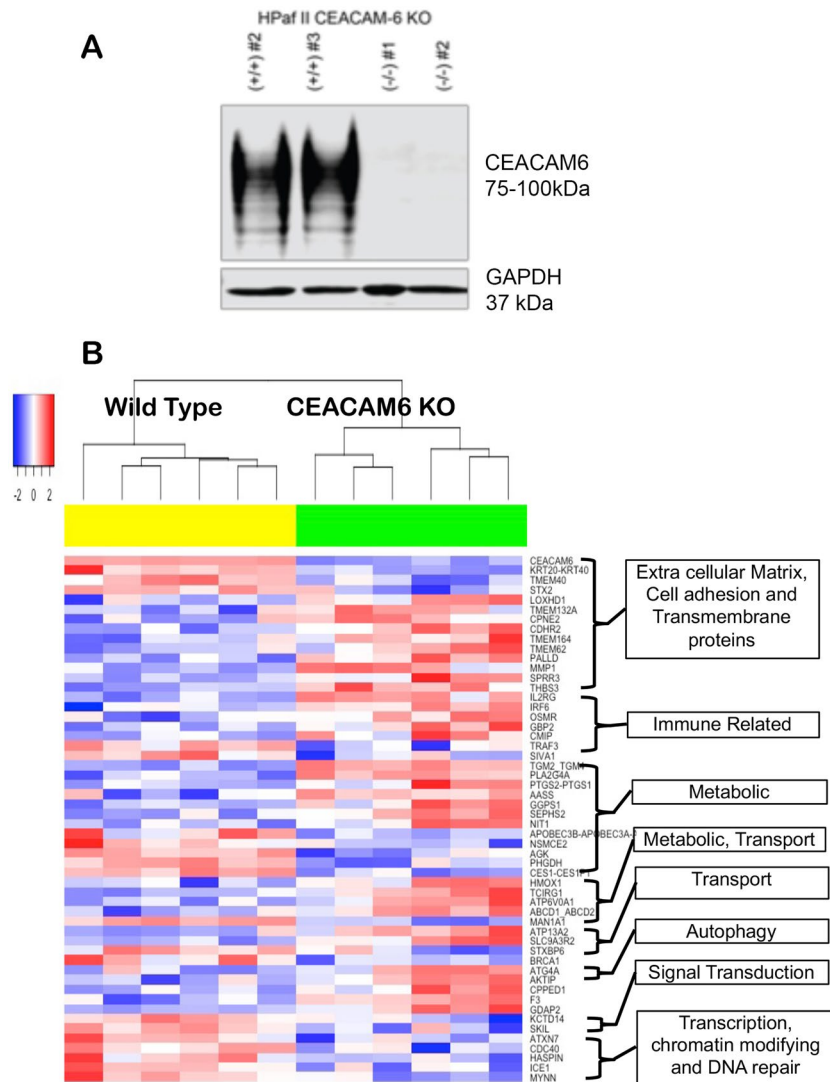 A
HPaf II CEACAM-6 KO
(+/+) #2
(+/+) #3
(-/-) #1
(-/-) #2
CEACAM6
75-100kDa
GAPDH
37 kDa
B
Wild Type
CEACAM6 KO
-2 0 2
CEACAM6
KRT20-KRT40
TMEM40
STX2
LOXHD1
TMEM132A
CPNE2
CDHR2
TMEM164
TMEM62
PALLD
MMP1
SPRR3
THBS3
IL2RG
IRF6
OSMR
GBP2
CMIP
TRAF3
SIVA1
TGM2_TGM4
PLA2G4A
PTGS2-PTGS1
AASS
GGPS1
SEPHS2
NIT1
APOBEC3B-APOBEC3A-
NSMCE2
AGK
PHGDH
CES1-CES1P1
HMOX1
TCIRG1
ATP6V0A1
ABCD1_ABCD2
MAN1A1
ATP13A2
SLC9A3R2
STXBP6
BRCA1
ATG4A
AKTIP
CPPED1
F3
GDAP2
KCTD14
SKIL
ATXN7
CDC40
HASPIN
ICE1
MYNN
Extra cellular Matrix,
Cell adhesion and
Transmembrane
proteins
Immune Related
Metabolic
Metabolic, Transport
Transport
Autophagy
Signal Transduction
Transcription,
chromatin modifying
and DNA repair